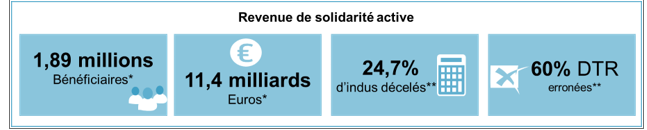 Revenue de solidarité active
1,89 millions
Bénéficiaires*
€
11,4 milliards
Euros*
24,7%
d'indus décelés**
60% DTR
erronées**